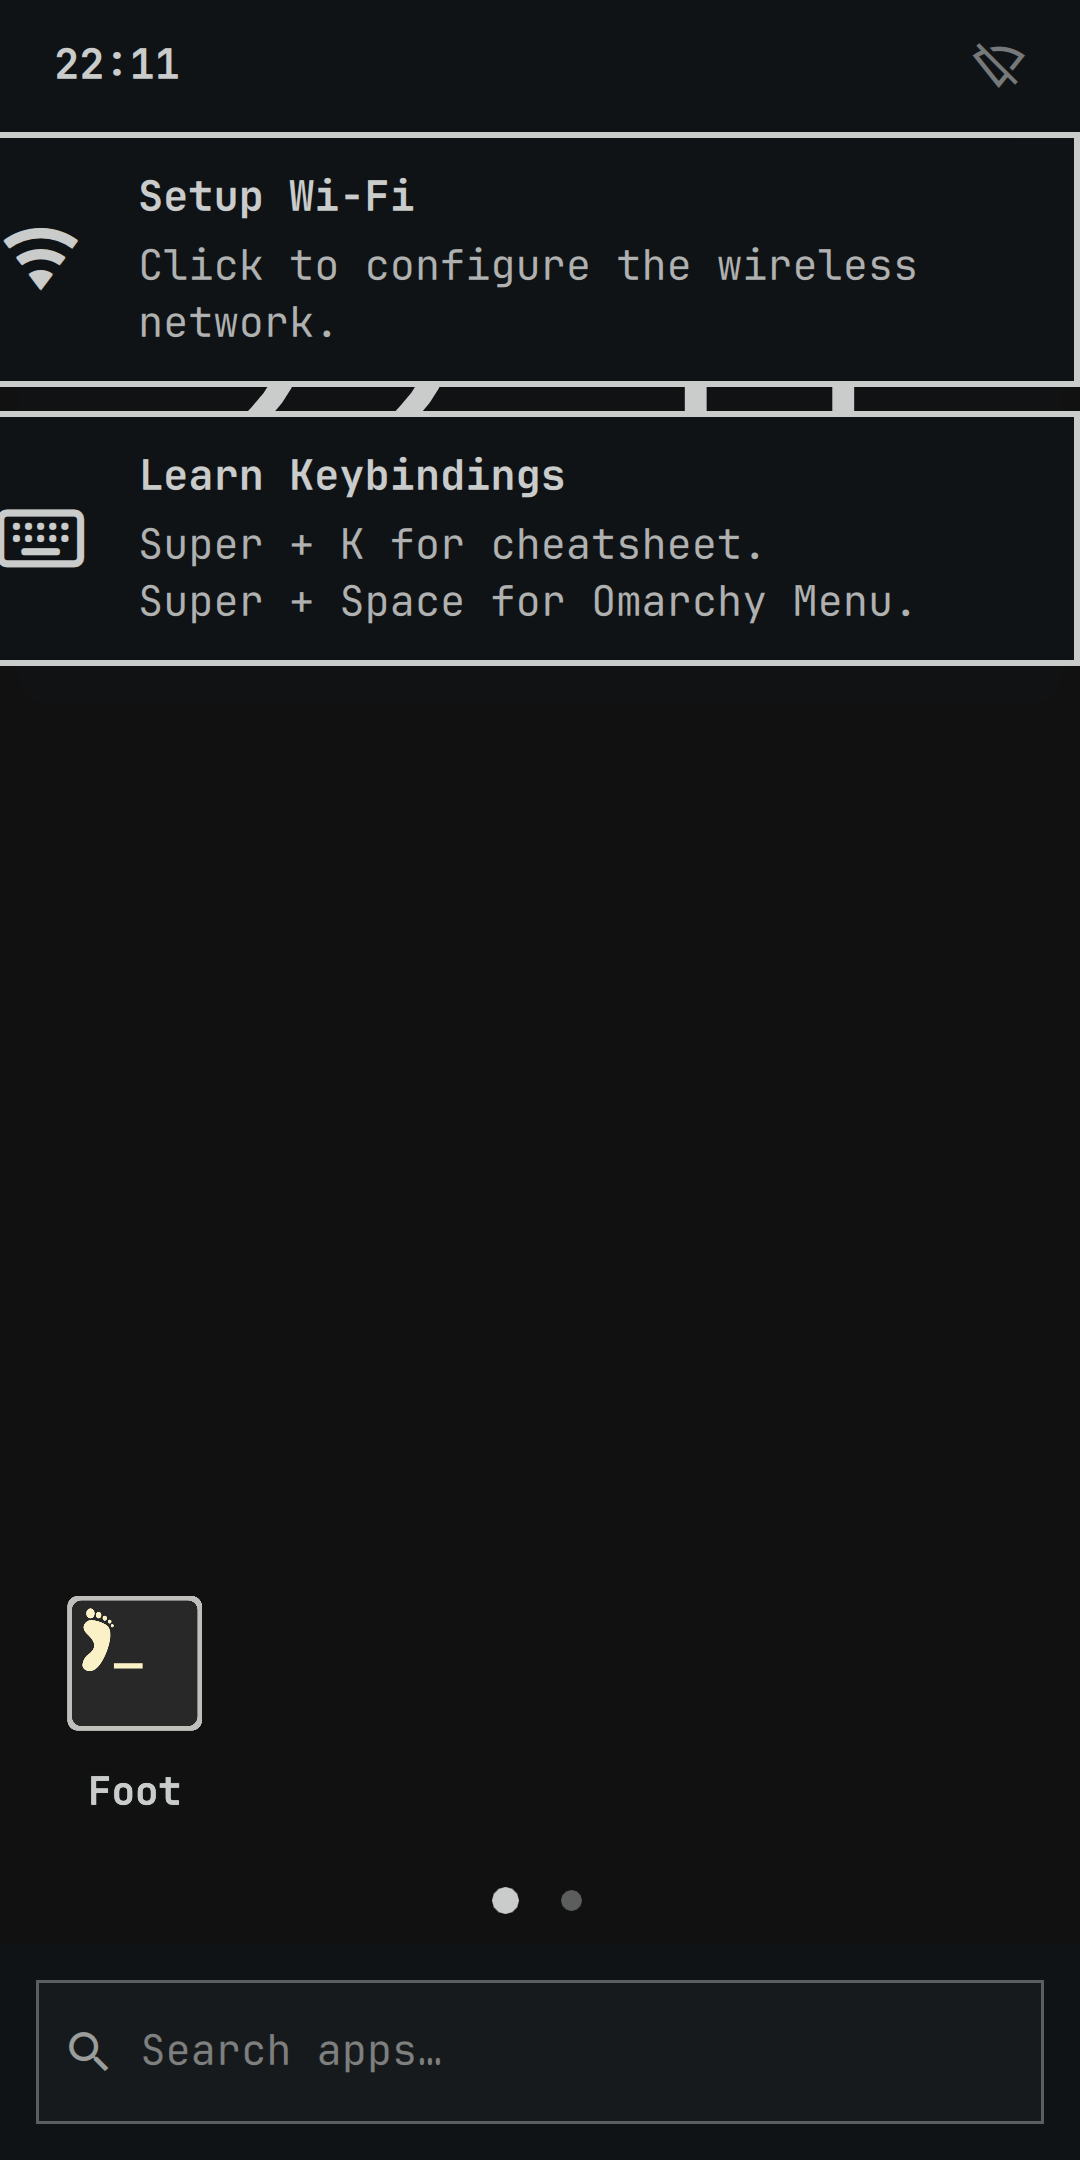 22:11
Setup Wi-Fi
Click to configure the wireless
network.
Learn Keybindings
Super + K for cheatsheet.
Super + Space for Omarchy Menu.
Foot
Search apps…